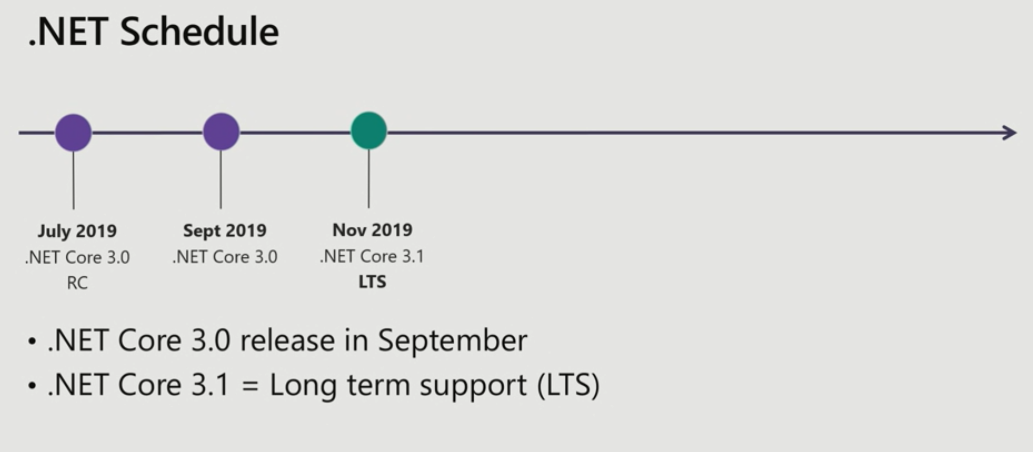 .NET Schedule
July 2019
.NET Core 3.0
RC
Sept 2019
.NET Core 3.0
Nov 2019
.NET Core 3.1
LTS
• .NET Core 3.0 release in September
• .NET Core 3.1 = Long term support (LTS)